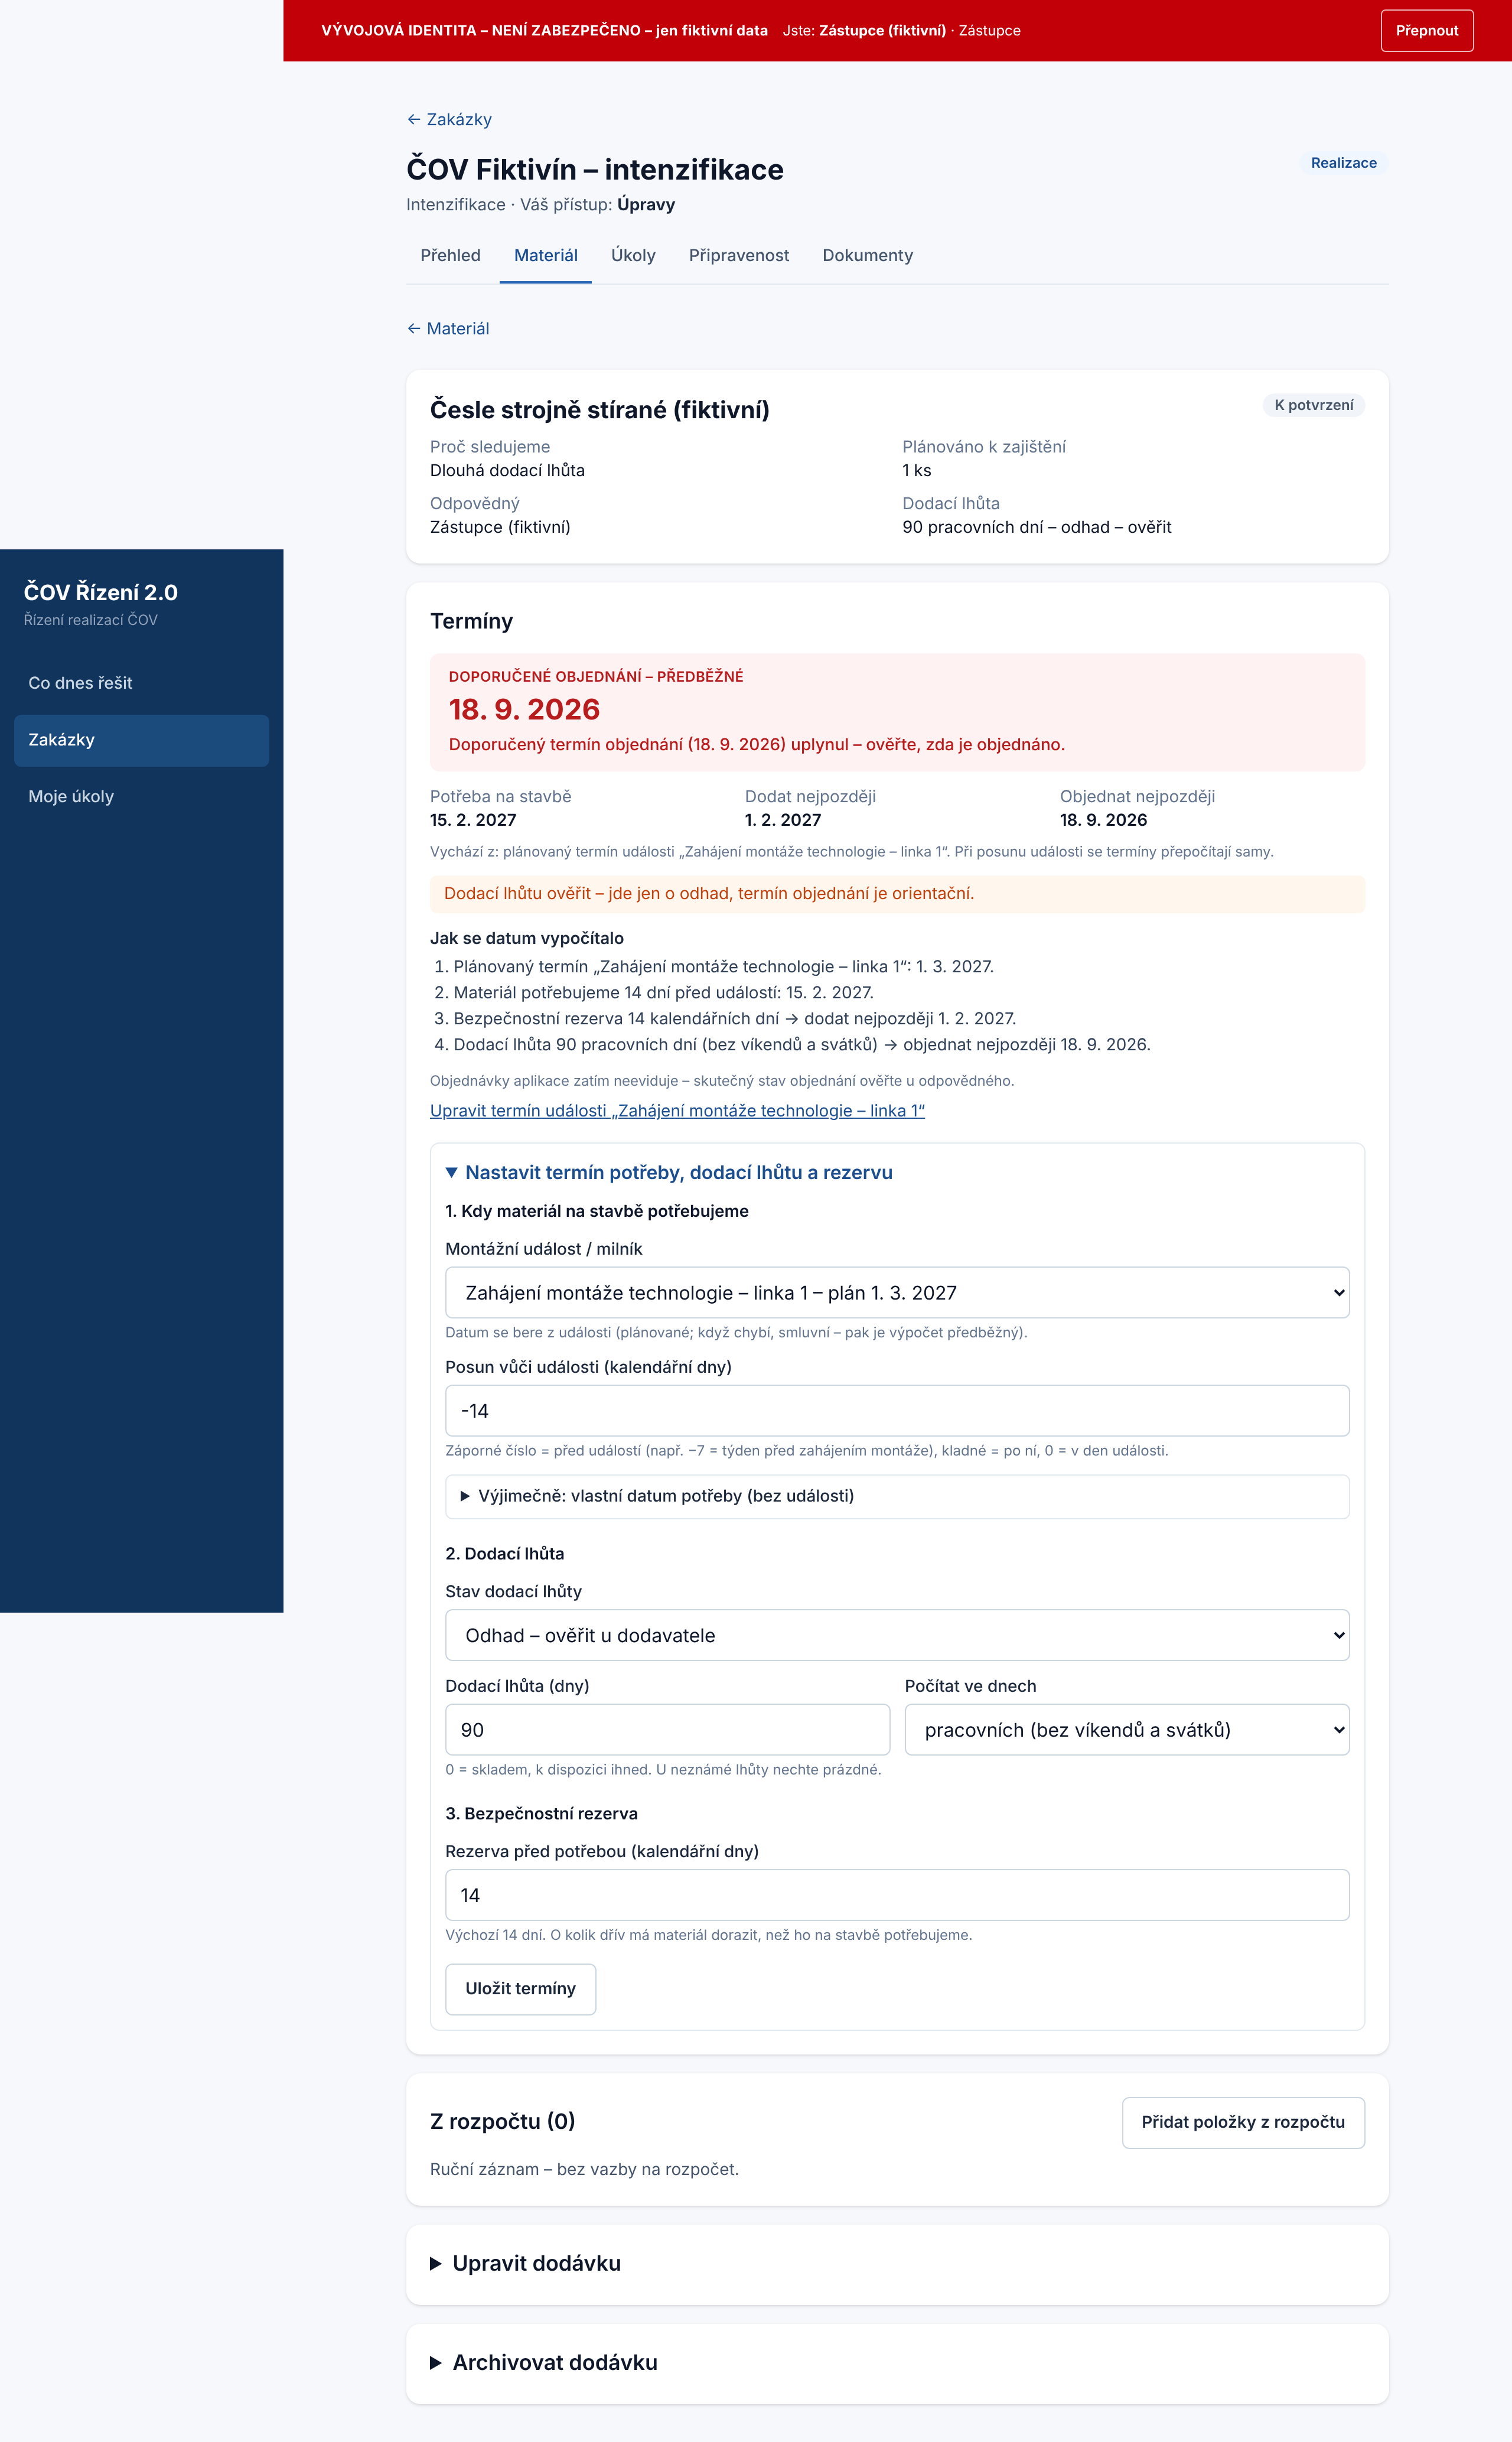 VÝVOJOVÁ IDENTITA – NENÍ ZABEZPEČENO – jen fiktivní data Jste: Zástupce (fiktivní) · Zástupce
Přepnout
ČOV Řízení 2.0
Řízení realizací ČOV
Co dnes řešit
Zakázky
Moje úkoly
← Zakázky
ČOV Fiktivín – intenzifikace
Realizace
Intenzifikace · Váš přístup: Úpravy
Přehled Materiál Úkoly Připravenost Dokumenty
← Materiál
Česle strojně stírané (fiktivní)
K potvrzení
Proč sledujeme
Dlouhá dodací lhůta
Plánováno k zajištění
1 ks
Odpovědný
Zástupce (fiktivní)
Dodací lhůta
90 pracovních dní – odhad – ověřit
Termíny
DOPORUČENÉ OBJEDNÁNÍ – PŘEDBĚŽNÉ
18. 9. 2026
Doporučený termín objednání (18. 9. 2026) uplynul – ověřte, zda je objednáno.
Potřeba na stavbě
15. 2. 2027
Dodat nejpozději
1. 2. 2027
Objednat nejpozději
18. 9. 2026
Vychází z: plánovaný termín události „Zahájení montáže technologie – linka 1“. Při posunu události se termíny přepočítají samy.
Dodací lhůtu ověřit – jde jen o odhad, termín objednání je orientační.
Jak se datum vypočítalo
1. Plánovaný termín „Zahájení montáže technologie – linka 1“: 1. 3. 2027.
2. Materiál potřebujeme 14 dní před událostí: 15. 2. 2027.
3. Bezpečnostní rezerva 14 kalendářních dní → dodat nejpozději 1. 2. 2027.
4. Dodací lhůta 90 pracovních dní (bez víkendů a svátků) → objednat nejpozději 18. 9. 2026.
Objednávky aplikace zatím neeviduje – skutečný stav objednání ověřte u odpovědného.
Upravit termín události „Zahájení montáže technologie – linka 1“
▼ Nastavit termín potřeby, dodací lhůtu a rezervu
1. Kdy materiál na stavbě potřebujeme
Montážní událost / milník
Zahájení montáže technologie – linka 1 – plán 1. 3. 2027
Datum se bere z události (plánované; když chybí, smluvní – pak je výpočet předběžný).
Posun vůči události (kalendářní dny)
-14
Záporné číslo = před událostí (např. −7 = týden před zahájením montáže), kladné = po ní, 0 = v den události.
▶ Výjimečně: vlastní datum potřeby (bez události)
2. Dodací lhůta
Stav dodací lhůty
Odhad – ověřit u dodavatele
Dodací lhůta (dny)
90
Počítat ve dnech
pracovních (bez víkendů a svátků)
0 = skladem, k dispozici ihned. U neznámé lhůty nechte prázdné.
3. Bezpečnostní rezerva
Rezerva před potřebou (kalendářní dny)
14
Výchozí 14 dní. O kolik dřív má materiál dorazit, než ho na stavbě potřebujeme.
Uložit termíny
Z rozpočtu (0)
Přidat položky z rozpočtu
Ruční záznam – bez vazby na rozpočet.
▶ Upravit dodávku
▶ Archivovat dodávku